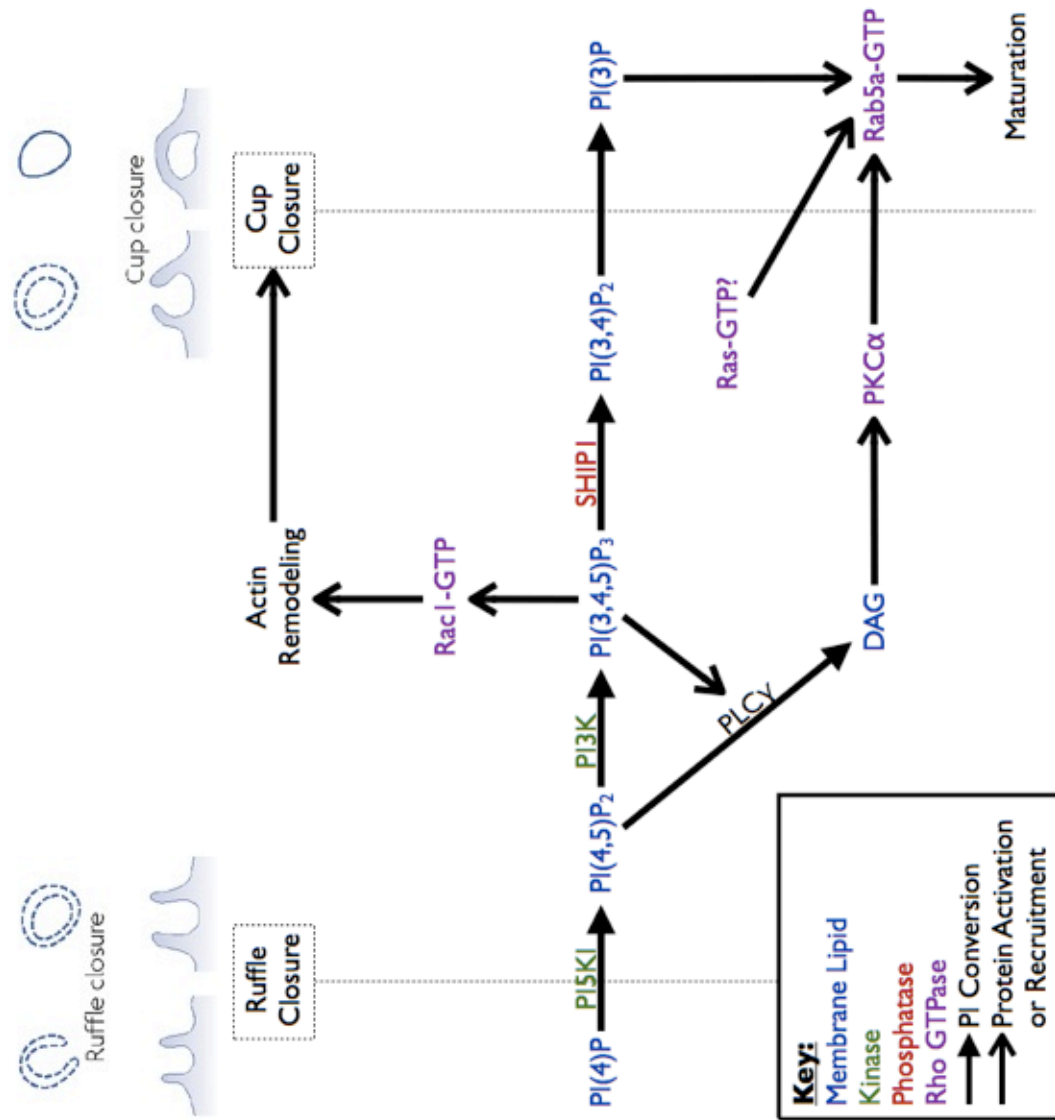 Ruffle closure
Cup closure
Ruffle
Closure
Cup
Closure
Actin
Remodeling
Rac1-GTP
PI(4)P
PI5KI
PI(4,5)P2
PI3K
PI(3,4,5)P3
SHIP1
PI(3,4)P2
PI(3)P
PLCγ
Ras-GTP?
DAG
PKCα
Rab5a-GTP
Maturation
Key:
Membrane Lipid
Kinase
Phosphatase
Rho GTPase
PI Conversion
Protein Activation
or Recruitment